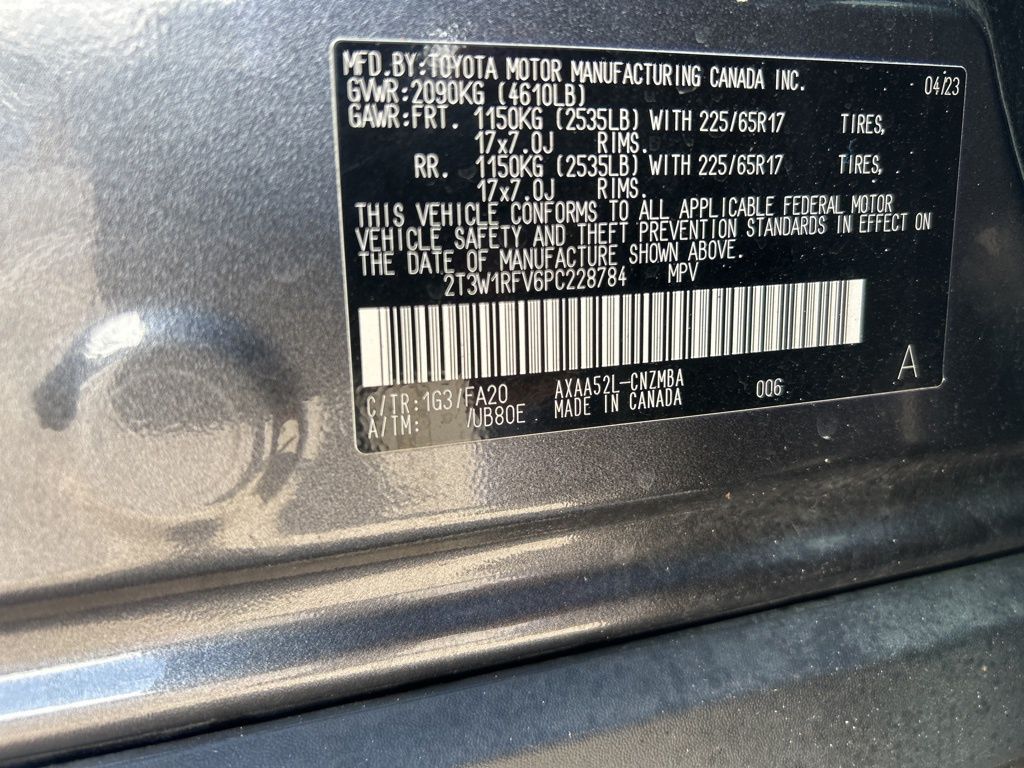 MFD.BY:TOYOTA MOTOR MANUFACTURING CANADA INC. 04/23
GVWR:2090KG (4610LB)
GAWR:FRT. 1150KG (2535LB) WITH 225/65R17 TIRES,
17x7.0J RIMS.
RR. 1150KG (2535LB) WITH 225/65R17 TIRES,
17x7.0J RIMS.
THIS VEHICLE CONFORMS TO ALL APPLICABLE FEDERAL MOTOR
VEHICLE SAFETY AND THEFT PREVENTION STANDARDS IN EFFECT ON
THE DATE OF MANUFACTURE SHOWN ABOVE.
2T3W1RFV6PC228784 MPV
C/TR:1G3/FA20 AXAA52L-CNZMBA 006 A
A/TM: /UB80E MADE IN CANADA